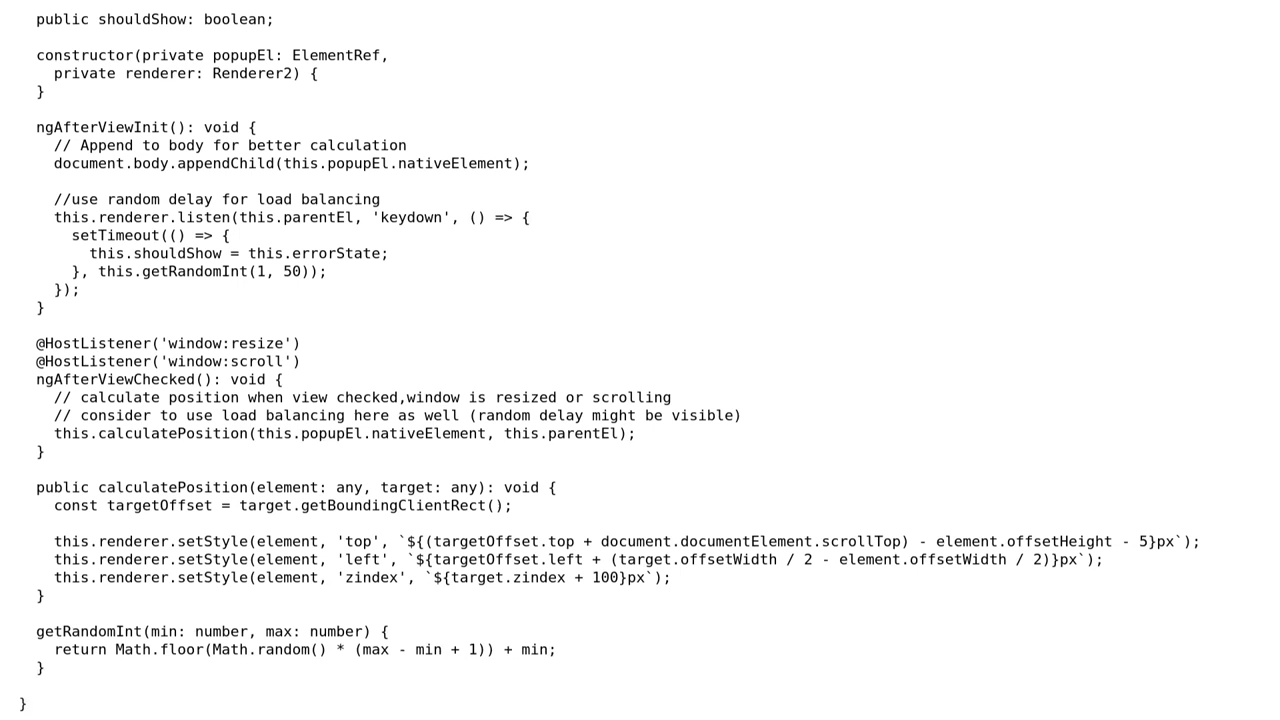 public shouldShow: boolean;
constructor(private popupEl: ElementRef,
private renderer: Renderer2) {
}
ngAfterViewInit(): void {
// Append to body for better calculation
document.body.appendChild(this.popupEl.nativeElement);
//use random delay for load balancing
this.renderer.listen(this.parentEl, 'keydown', () => {
setTimeout(() => {
this.shouldShow = this.errorState;
}, this.getRandomInt(1, 50));
});
}
@HostListener('window:resize')
@HostListener('window:scroll')
ngAfterViewChecked(): void {
// calculate position when view checked,window is resized or scrolling
// consider to use load balancing here as well (random delay might be visible)
this.calculatePosition(this.popupEl.nativeElement, this.parentEl);
}
public calculatePosition(element: any, target: any): void {
const targetOffset = target.getBoundingClientRect();
this.renderer.setStyle(element, 'top', `${(targetOffset.top + document.documentElement.scrollTop) - element.offsetHeight - 5}px`);
this.renderer.setStyle(element, 'left', `${targetOffset.left + (target.offsetWidth / 2 - element.offsetWidth / 2)}px`);
this.renderer.setStyle(element, 'zindex', `${target.zindex + 100}px`);
}
getRandomInt(min: number, max: number) {
return Math.floor(Math.random() * (max - min + 1)) + min;
}
}